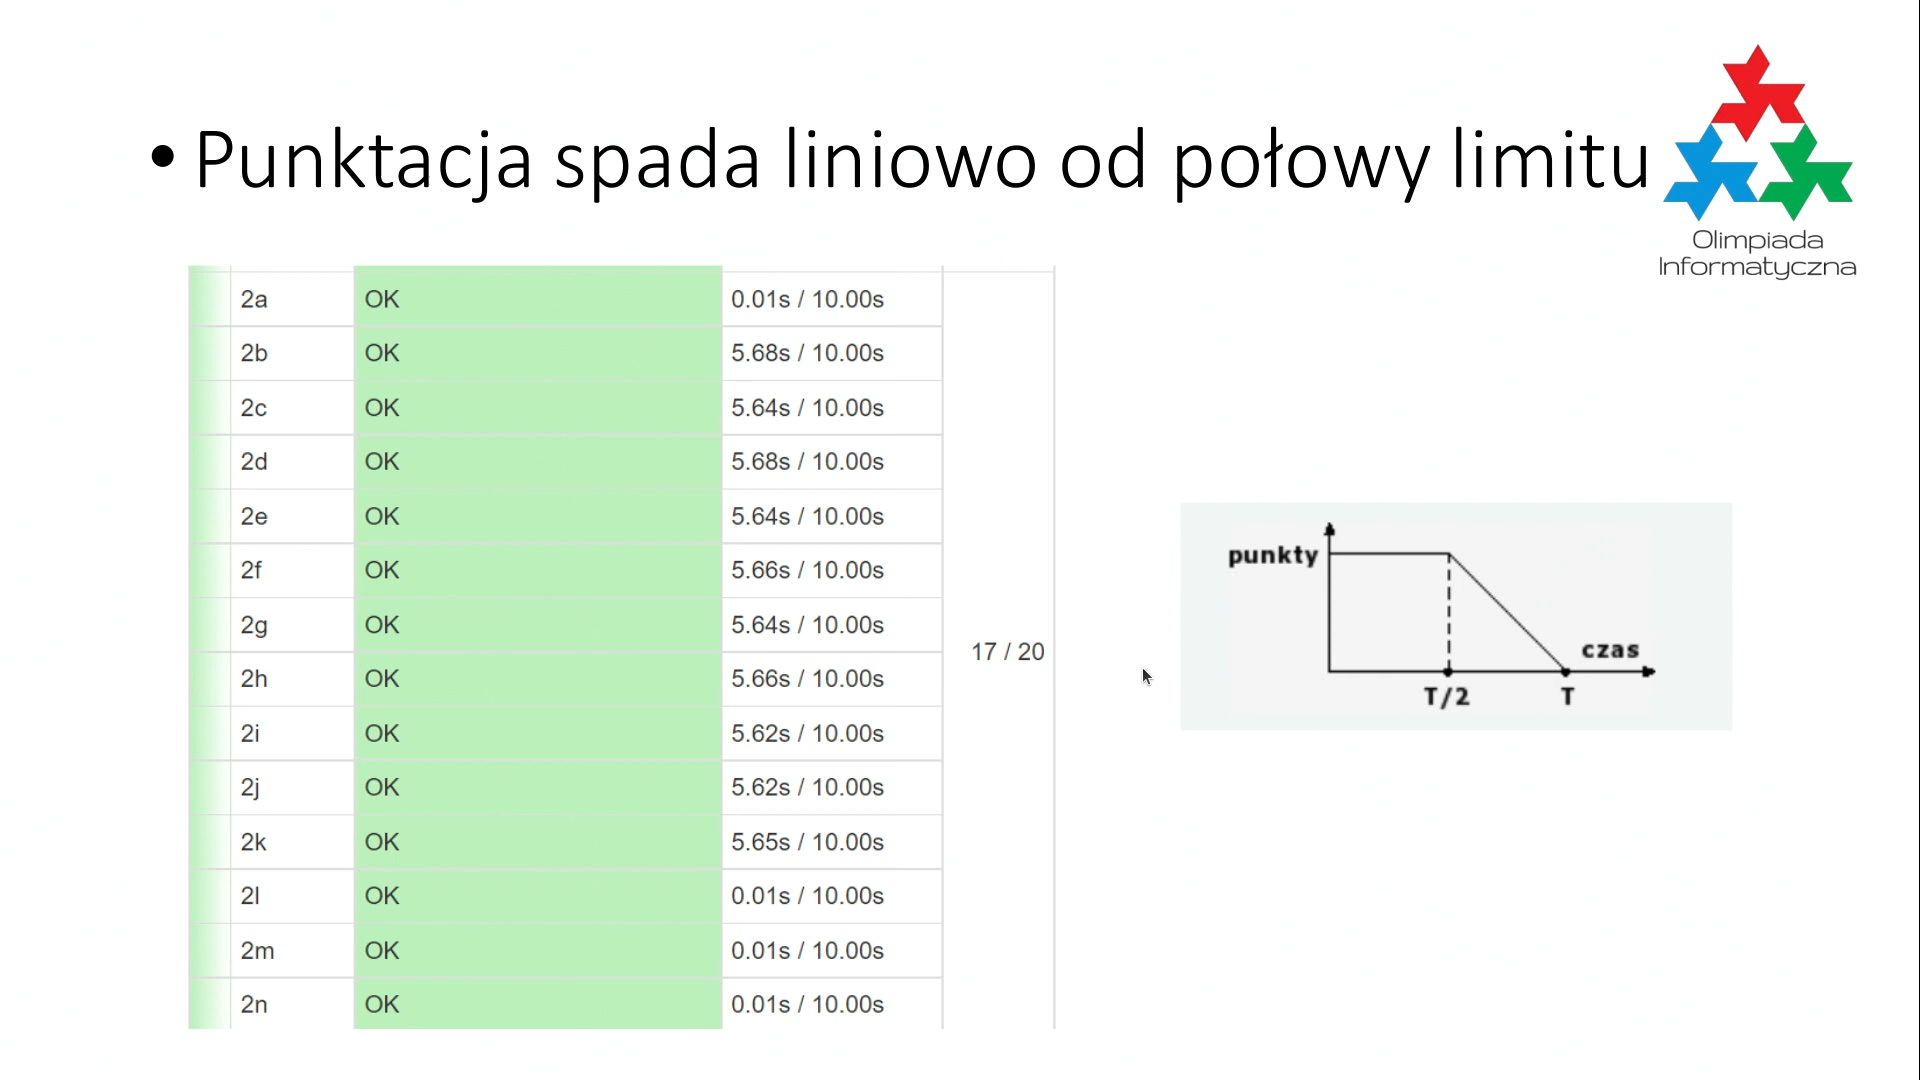 • Punktacja spada liniowo od połowy limitu
Olimpiada
Informatyczna
2a OK 0.01s / 10.00s
2b OK 5.68s / 10.00s
2c OK 5.64s / 10.00s
2d OK 5.68s / 10.00s
2e OK 5.64s / 10.00s
2f OK 5.66s / 10.00s
2g OK 5.64s / 10.00s
17 / 20
2h OK 5.66s / 10.00s
2i OK 5.62s / 10.00s
2j OK 5.62s / 10.00s
2k OK 5.65s / 10.00s
2l OK 0.01s / 10.00s
2m OK 0.01s / 10.00s
2n OK 0.01s / 10.00s
punkty
czas
T/2 T